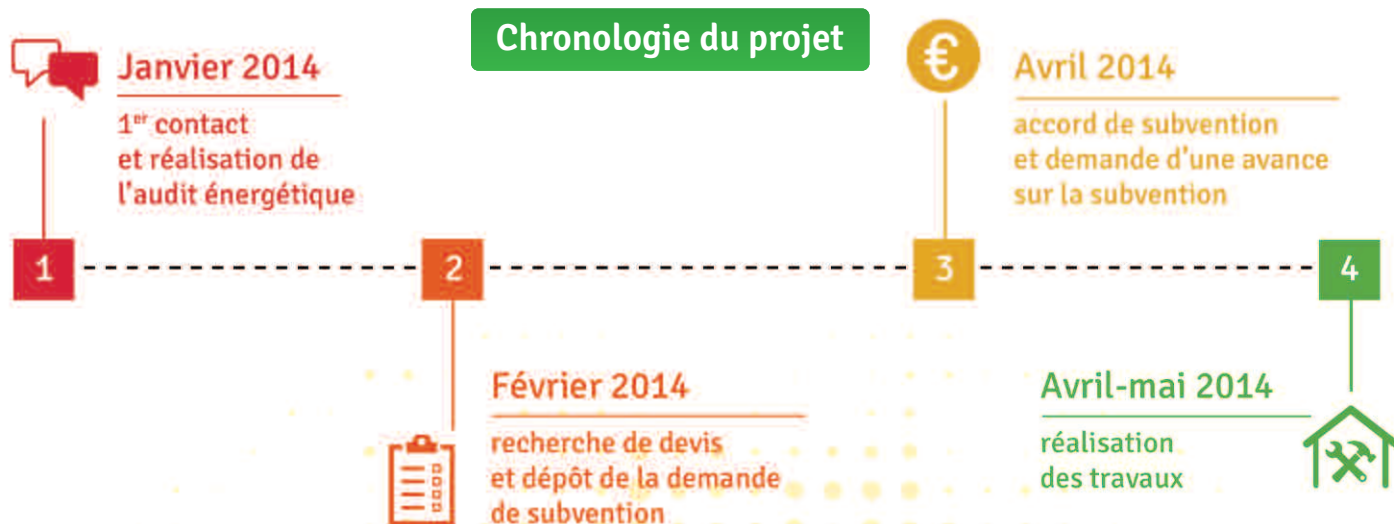 Chronologie du projet
1
Janvier 2014
1er contact
et réalisation de
l'audit énergétique
2
Février 2014
recherche de devis
et dépôt de la demande
de subvention
3
€
Avril 2014
accord de subvention
et demande d'une avance
sur la subvention
4
Avril-mai 2014
réalisation
des travaux